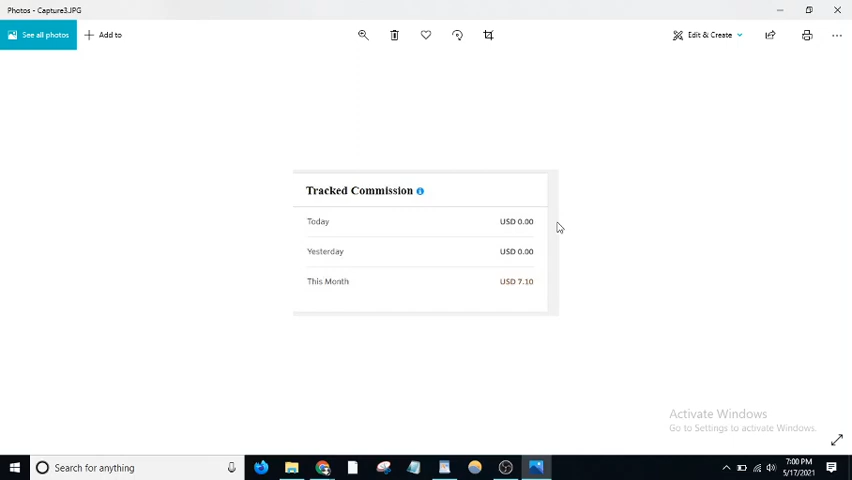 Photos - Capture3.JPG
See all photos
Add to
Edit & Create
Tracked Commission
Today USD 0.00
Yesterday USD 0.00
This Month USD 7.10
Activate Windows
Go to Settings to activate Windows.
Search for anything
7:00 PM
5/17/2021